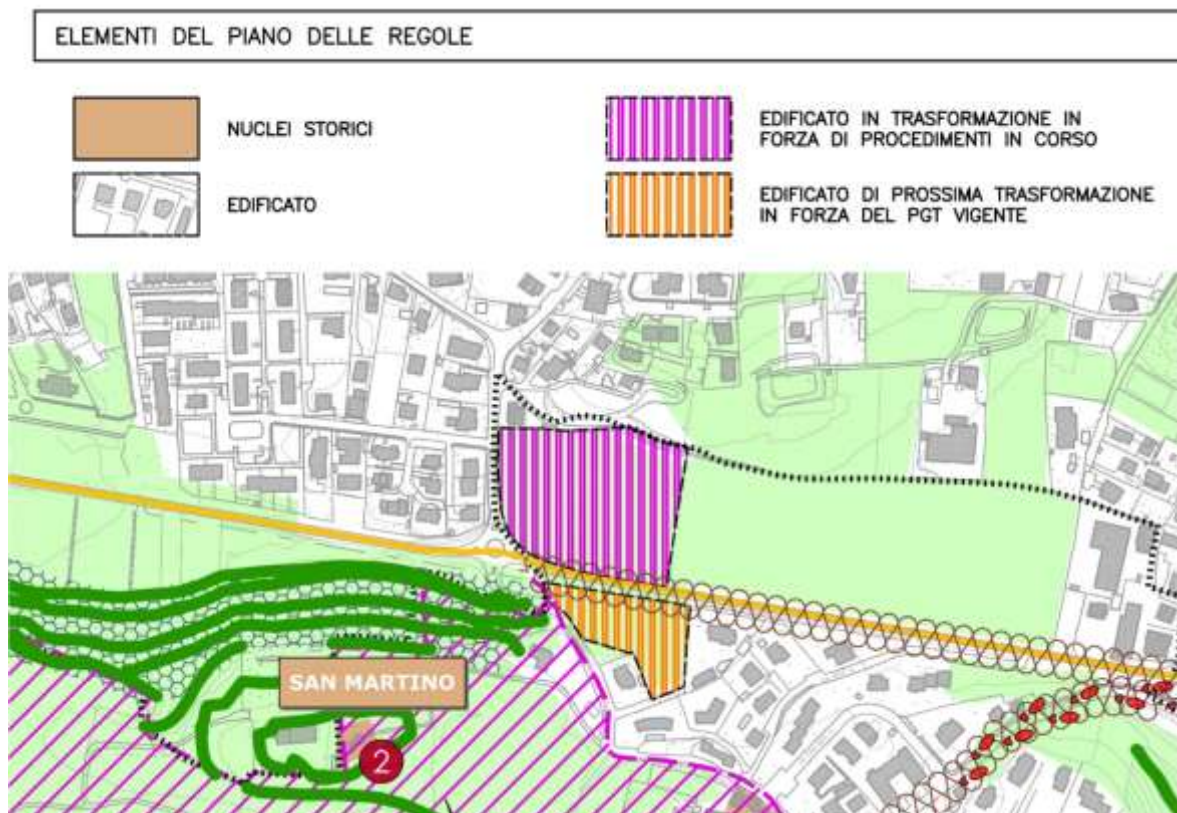 ELEMENTI DEL PIANO DELLE REGOLE
NUCLEI STORICI
EDIFICATO
EDIFICATO IN TRASFORMAZIONE IN
FORZA DI PROCEDIMENTI IN CORSO
EDIFICATO DI PROSSIMA TRASFORMAZIONE
IN FORZA DEL PGT VIGENTE
SAN MARTINO
2